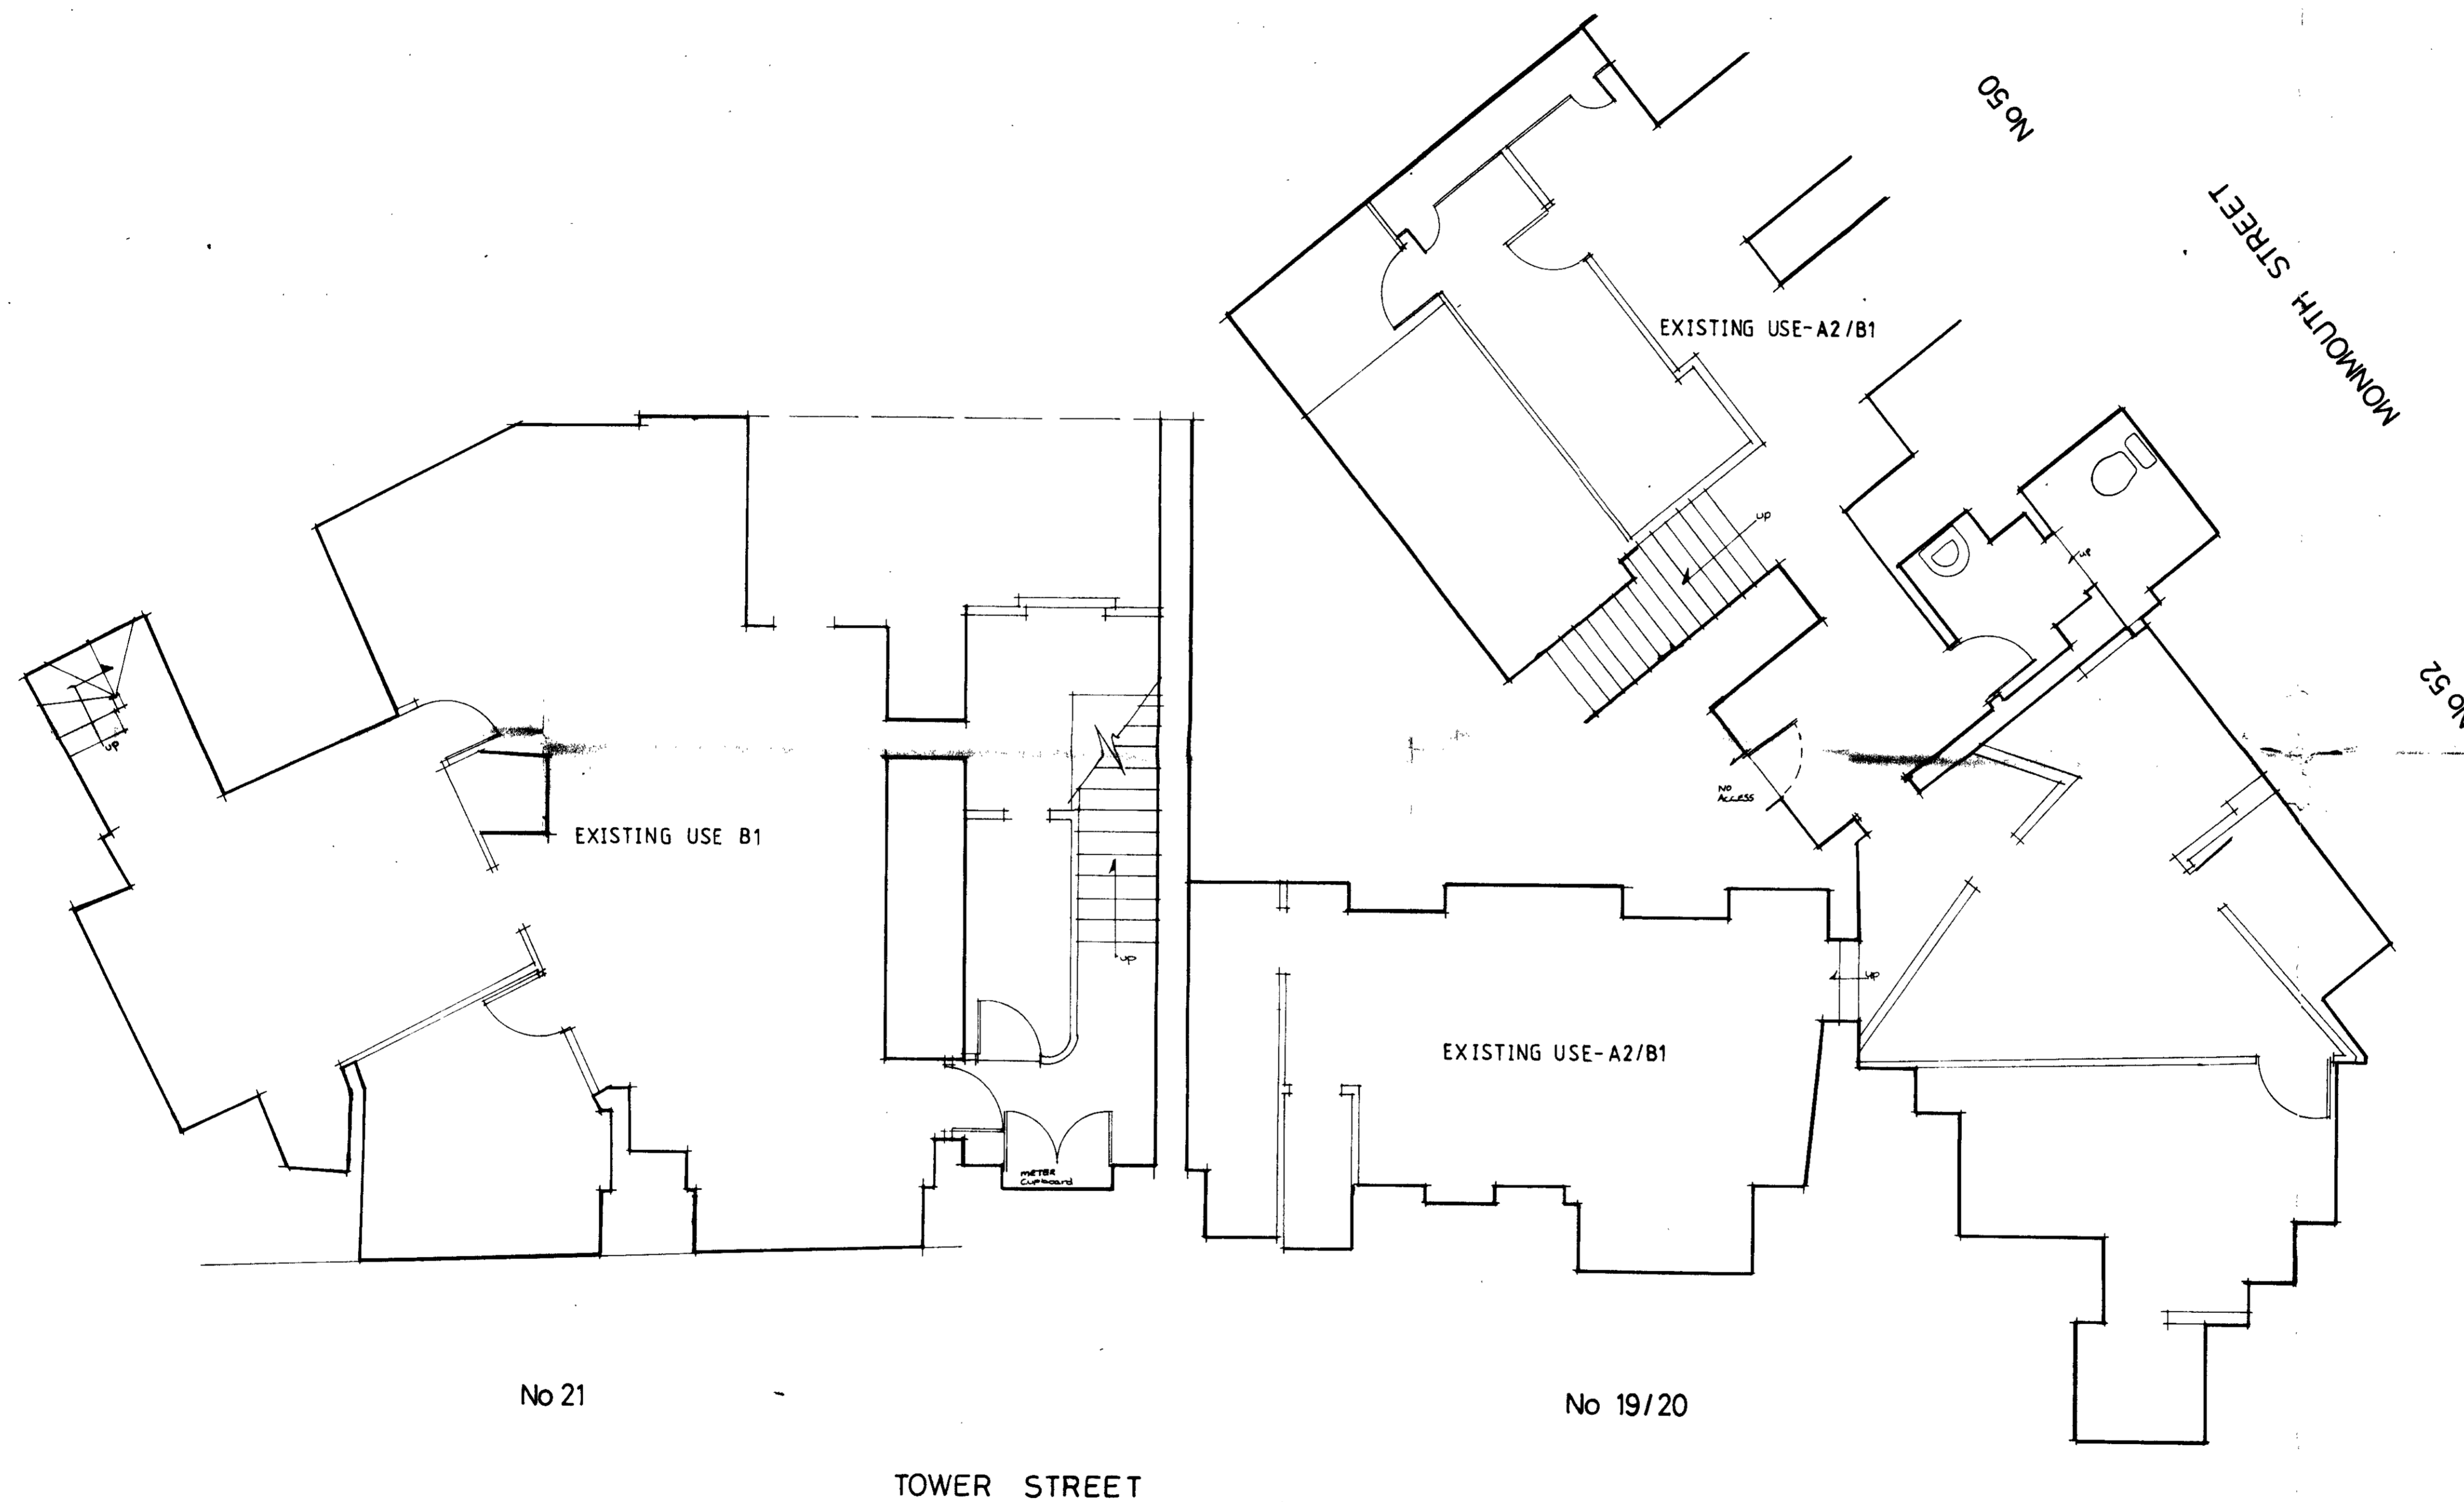 No 50
MONMOUTH STREET
EXISTING USE-A2/B1
up
up
No 52
up
EXISTING USE B1
NO
ACCESS
up
up
EXISTING USE-A2/B1
METER
Cupboard
No 21
No 19/20
TOWER STREET